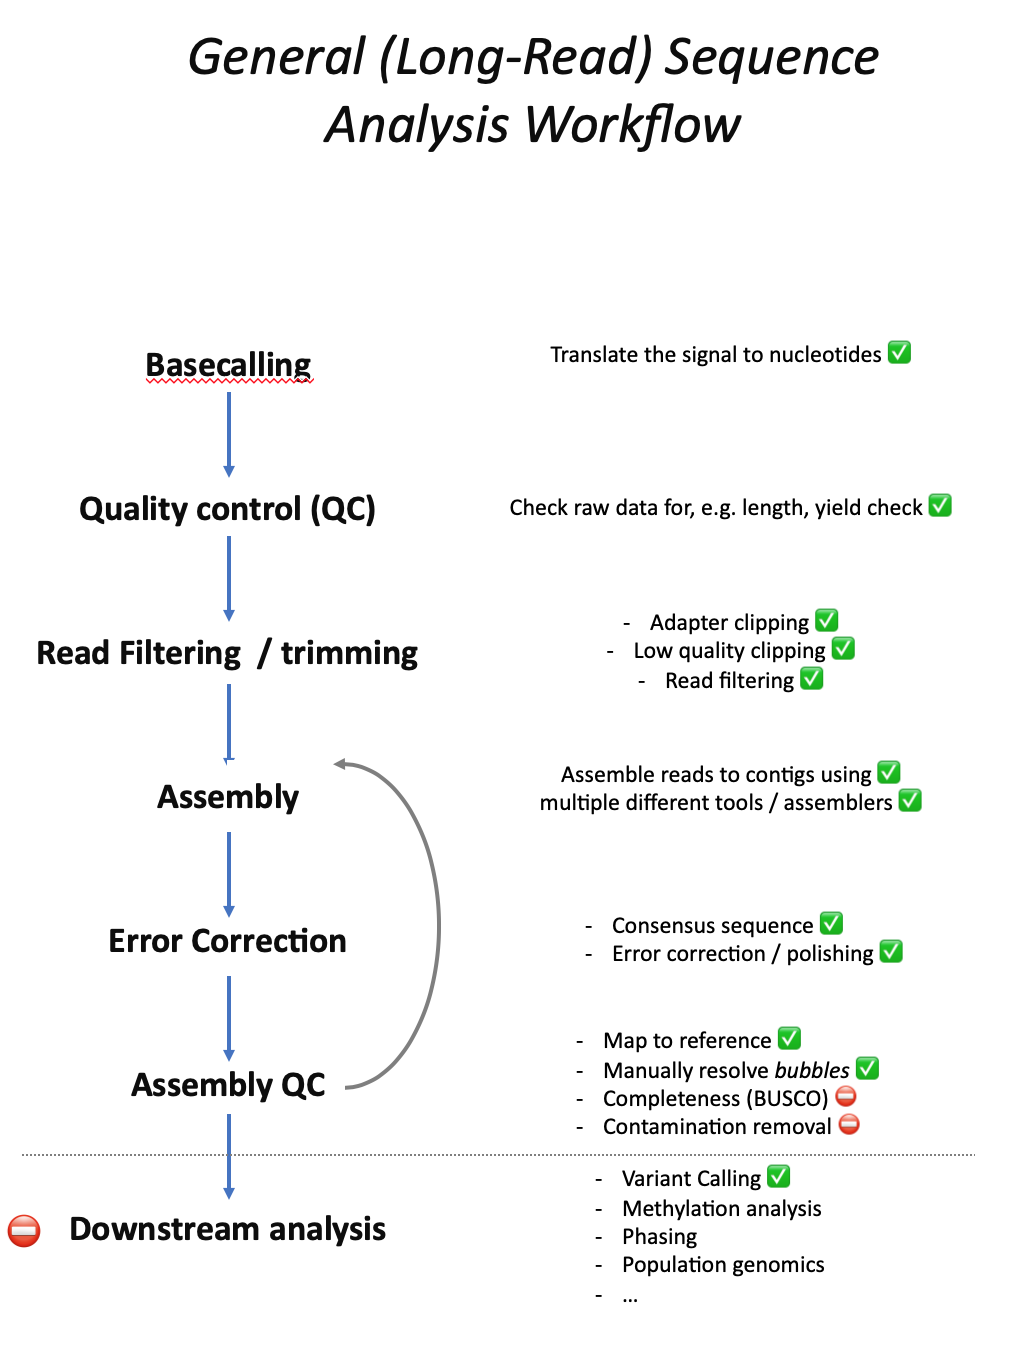 General (Long-Read) Sequence
Analysis Workflow
Basecalling
Translate the signal to nucleotides ✅
Quality control (QC)
Check raw data for, e.g. length, yield check ✅
Read Filtering / trimming
- Adapter clipping ✅
- Low quality clipping ✅
- Read filtering ✅
Assembly
Assemble reads to contigs using ✅
multiple different tools / assemblers ✅
Error Correction
- Consensus sequence ✅
- Error correction / polishing ✅
Assembly QC
- Map to reference ✅
- Manually resolve bubbles ✅
- Completeness (BUSCO) ⛔
- Contamination removal ⛔
⛔ Downstream analysis
- Variant Calling ✅
- Methylation analysis
- Phasing
- Population genomics
- ...